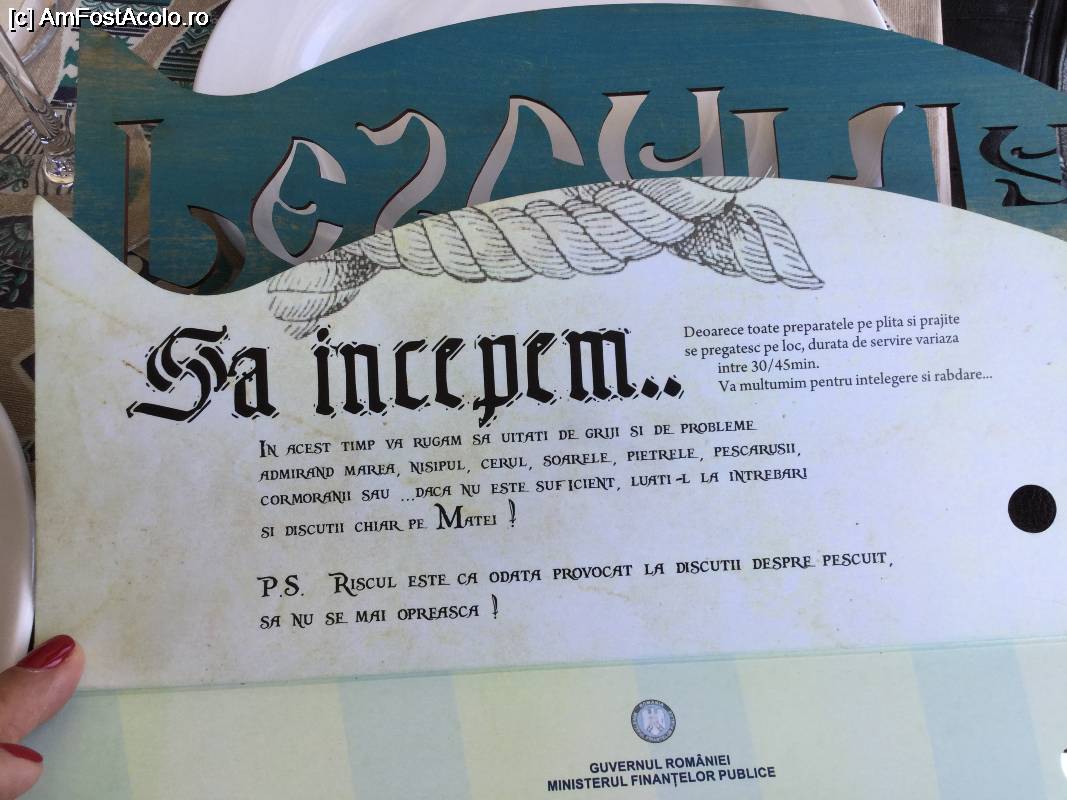 [c] AmFostAcolo.ro
Sa incepem..
Deoarece toate preparatele pe plita si prajite
se pregatesc pe loc, durata de servire variaza
intre 30/45min.
Va multumim pentru intelegere si rabdare...
In acest timp va rugam sa uitati de griji si de probleme
admirand marea, nisipul, cerul, soarele, pietrele, pescarusii,
cormoranii sau ...daca nu este suficient, luati-l la intrebari
si discutii chiar pe Matei !
P.S. Riscul este ca odata provocat la discutii despre pescuit,
sa nu se mai opreasca !
GUVERNUL ROMÂNIEI
MINISTERUL FINANȚELOR PUBLICE